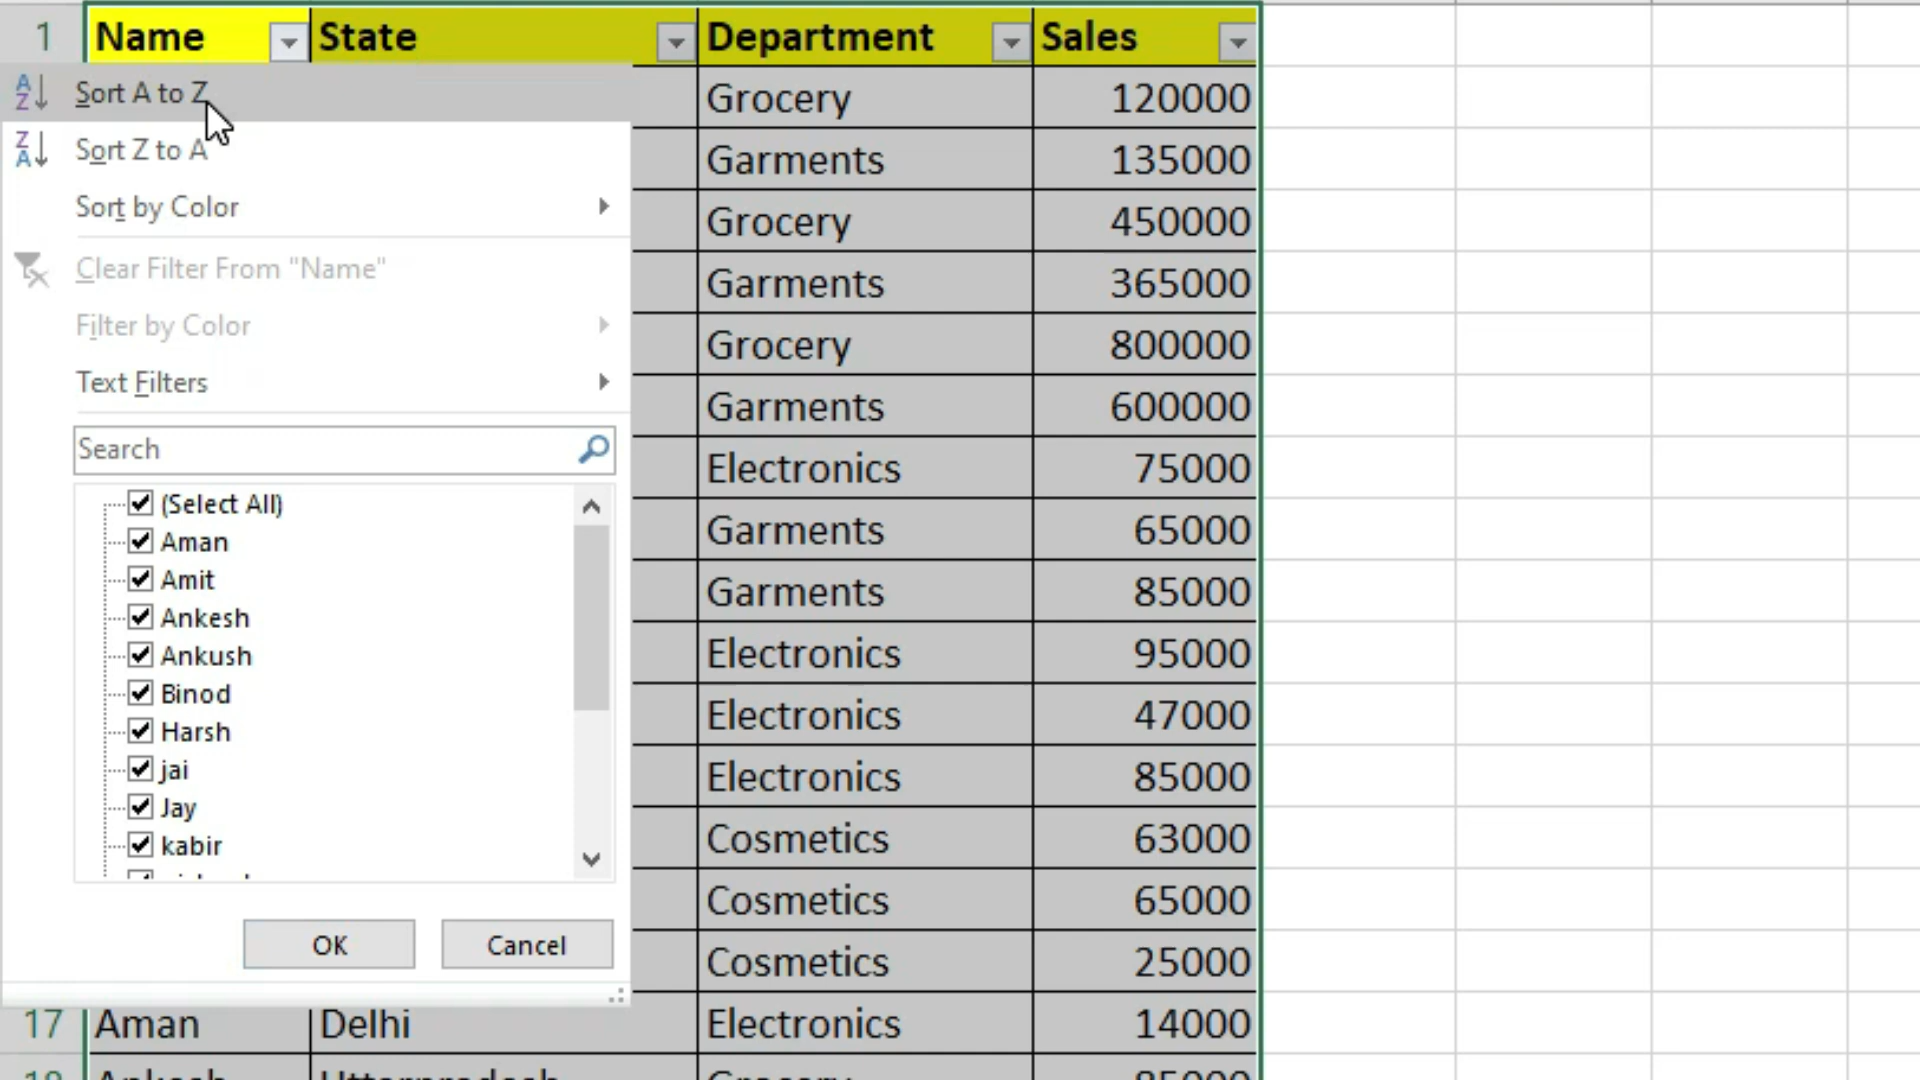 1 Name State Department Sales
Sort A to Z Grocery 120000
Sort Z to A Garments 135000
Sort by Color Grocery 450000
Clear Filter From "Name" Garments 365000
Filter by Color Grocery 800000
Text Filters Garments 600000
Search Electronics 75000
(Select All) Garments 65000
Aman
Amit Garments 85000
Ankesh
Ankush Electronics 95000
Binod
Harsh Electronics 47000
jai Electronics 85000
Jay
kabir Cosmetics 63000
Cosmetics 65000
OK Cancel Cosmetics 25000
17 Aman Delhi Electronics 14000